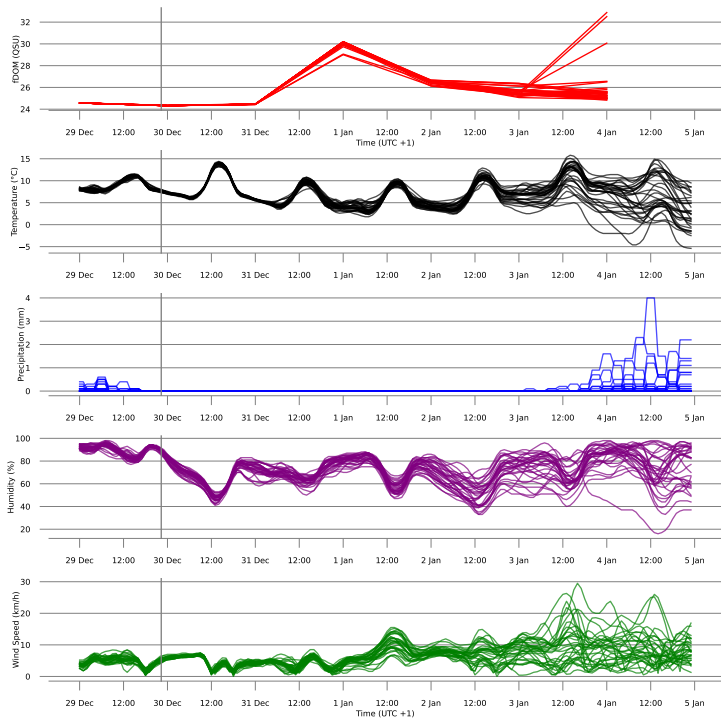 fDOM (QSU)
32
30
28
26
24
29 Dec 12:00 30 Dec 12:00 31 Dec 12:00 1 Jan 12:00 2 Jan 12:00 3 Jan 12:00 4 Jan 12:00 5 Jan
Time (UTC +1)
Temperature (°C)
15
10
5
0
−5
29 Dec 12:00 30 Dec 12:00 31 Dec 12:00 1 Jan 12:00 2 Jan 12:00 3 Jan 12:00 4 Jan 12:00 5 Jan
Precipitation (mm)
4
3
2
1
0
29 Dec 12:00 30 Dec 12:00 31 Dec 12:00 1 Jan 12:00 2 Jan 12:00 3 Jan 12:00 4 Jan 12:00 5 Jan
Humidity (%)
100
80
60
40
20
29 Dec 12:00 30 Dec 12:00 31 Dec 12:00 1 Jan 12:00 2 Jan 12:00 3 Jan 12:00 4 Jan 12:00 5 Jan
Wind Speed (km/h)
30
20
10
0
29 Dec 12:00 30 Dec 12:00 31 Dec 12:00 1 Jan 12:00 2 Jan 12:00 3 Jan 12:00 4 Jan 12:00 5 Jan
Time (UTC +1)